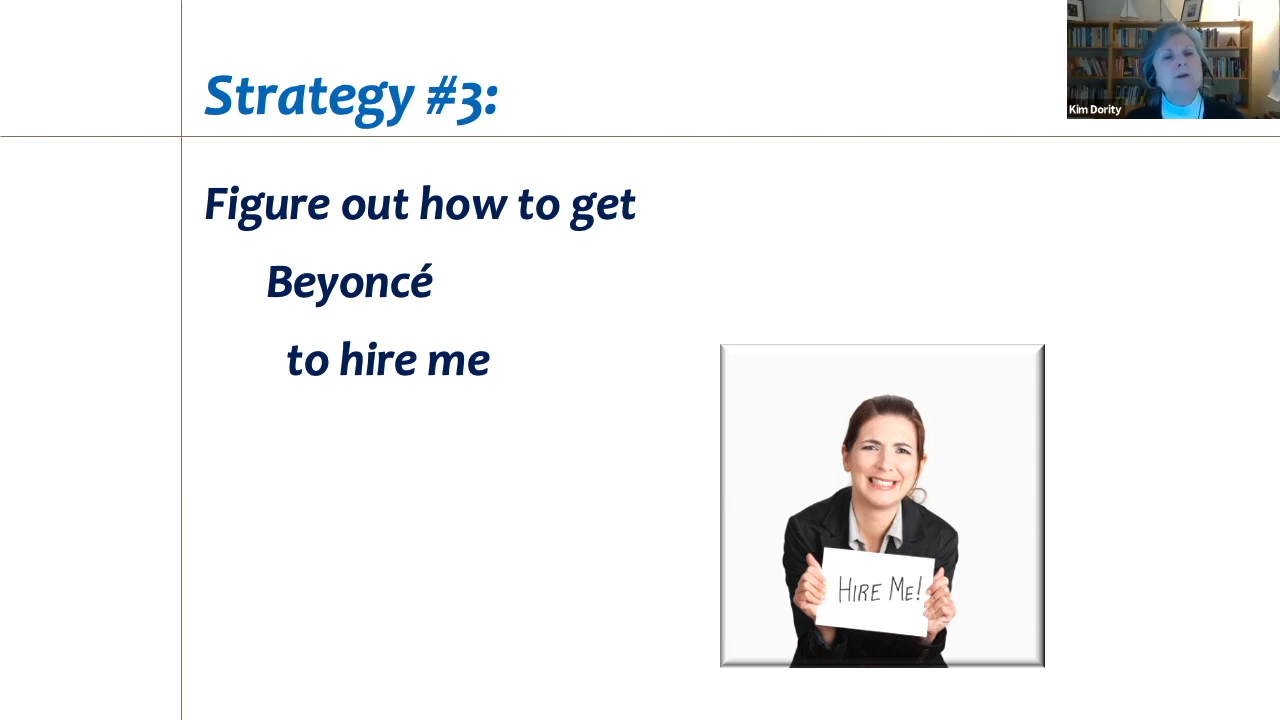 Strategy #3:
Kim Dority
Figure out how to get
Beyoncé
to hire me
HIRE ME!